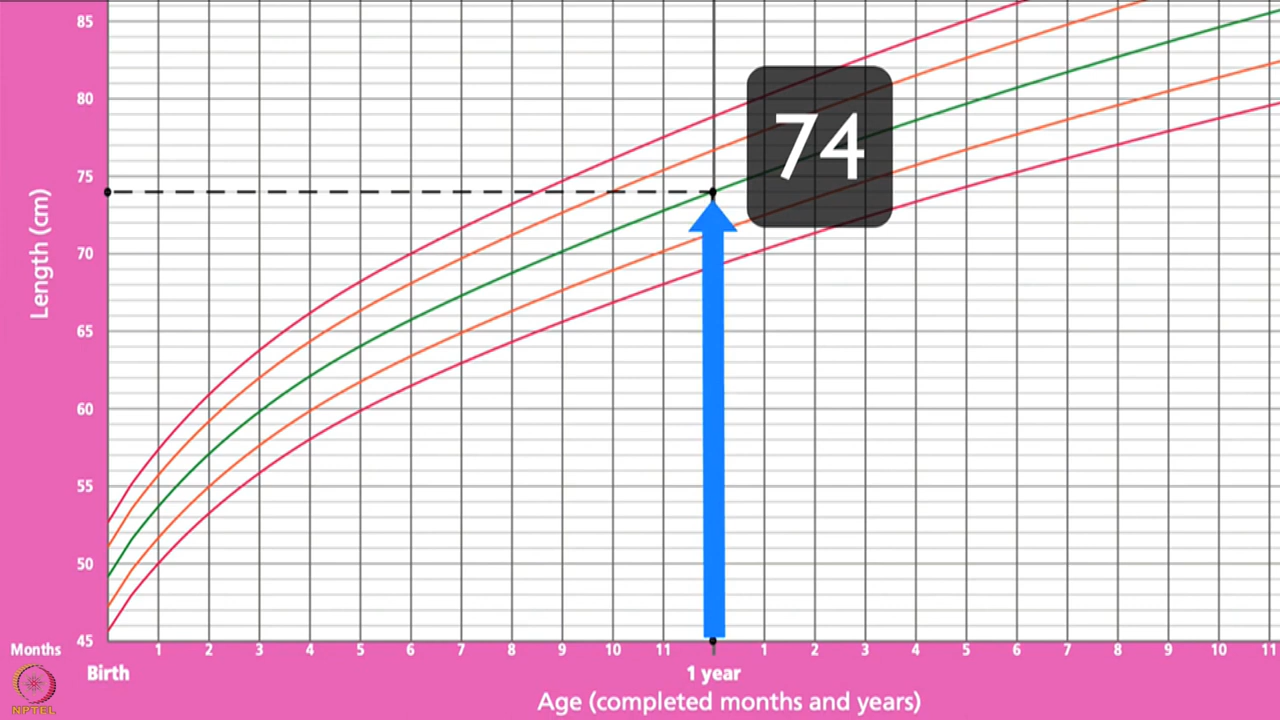 85
80
75
70
65
60
55
50
45
Length (cm)
74
Months
1 2 3 4 5 6 7 8 9 10 11 1 2 3 4 5 6 7 8 9 10 11
Birth
1 year
Age (completed months and years)
NPTEL